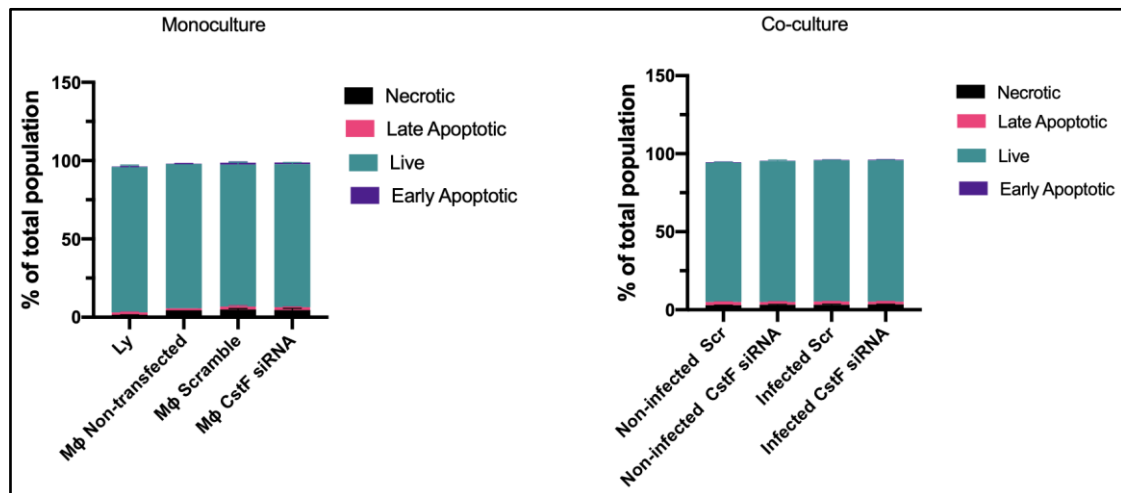 Monoculture
% of total population
150
100
50
0
Ly
Mϕ Non-transfected
Mϕ Scramble
Mϕ CstF siRNA
Necrotic
Late Apoptotic
Live
Early Apoptotic
Co-culture
% of total population
150
100
50
0
Non-infected Scr
Non-infected CstF siRNA
Infected Scr
Infected CstF siRNA
Necrotic
Late Apoptotic
Live
Early Apoptotic